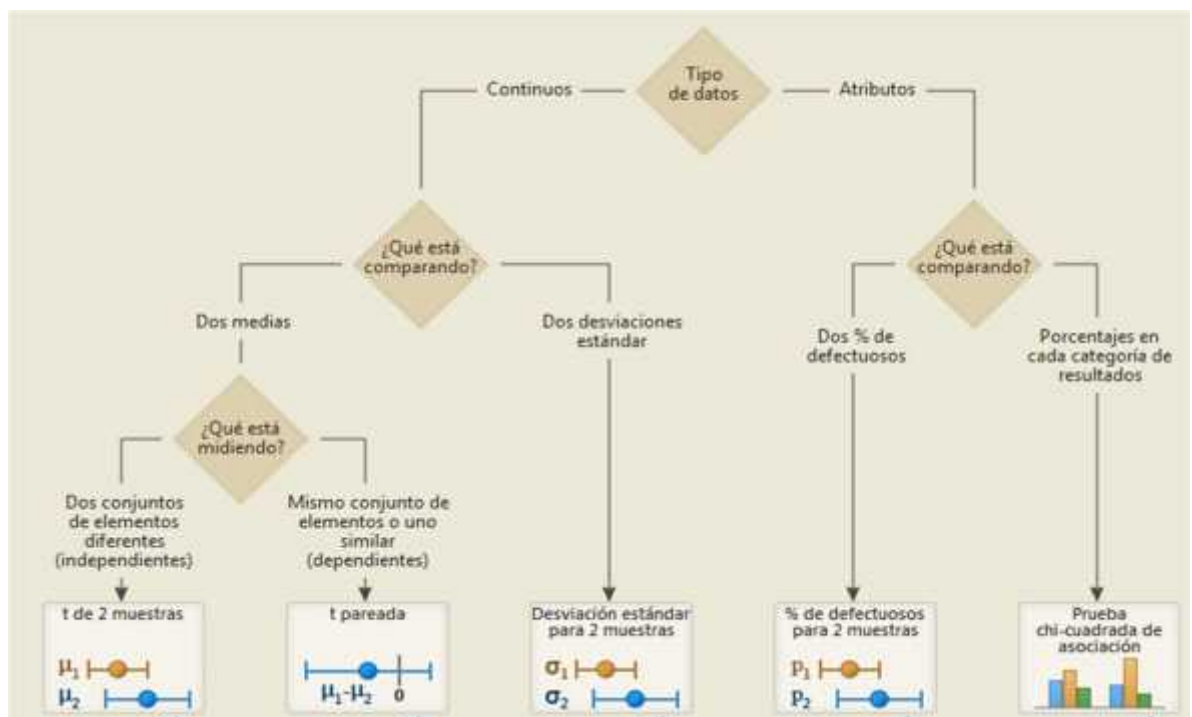 Tipo
de datos
Continuos
Atributos
¿Qué está
comparando?
¿Qué está
comparando?
Dos medias
Dos desviaciones
estándar
Dos % de
defectuosos
Porcentajes en
cada categoría de
resultados
¿Qué está
midiendo?
Dos conjuntos
de elementos
diferentes
(independientes)
Mismo conjunto de
elementos o uno
similar
(dependientes)
t de 2 muestras
μ₁
μ₂
t pareada
μ₁-μ₂ 0
Desviación estándar
para 2 muestras
σ₁
σ₂
% de defectuosos
para 2 muestras
p₁
p₂
Prueba
chi-cuadrada de
asociación